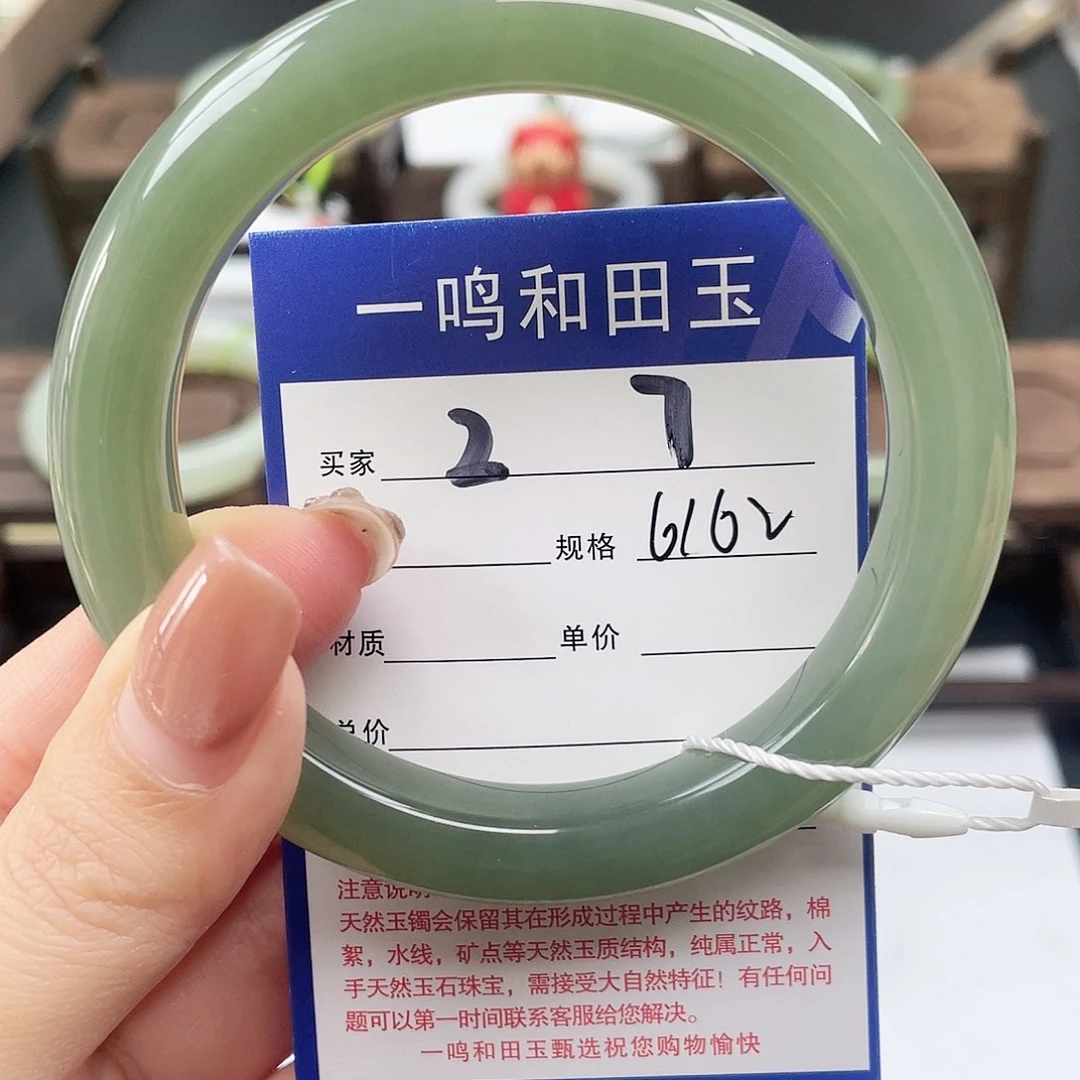 一鸣和田玉
买家 2 7
规格 6162
材质 单价
总价
注意说明
天然玉镯会保留其在形成过程中产生的纹路，棉
絮，水线，矿点等天然玉质结构，纯属正常，入
手天然玉石珠宝，需接受大自然特征！有任何问
题可以第一时间联系客服给您解决。
一鸣和田玉甄选祝您购物愉快